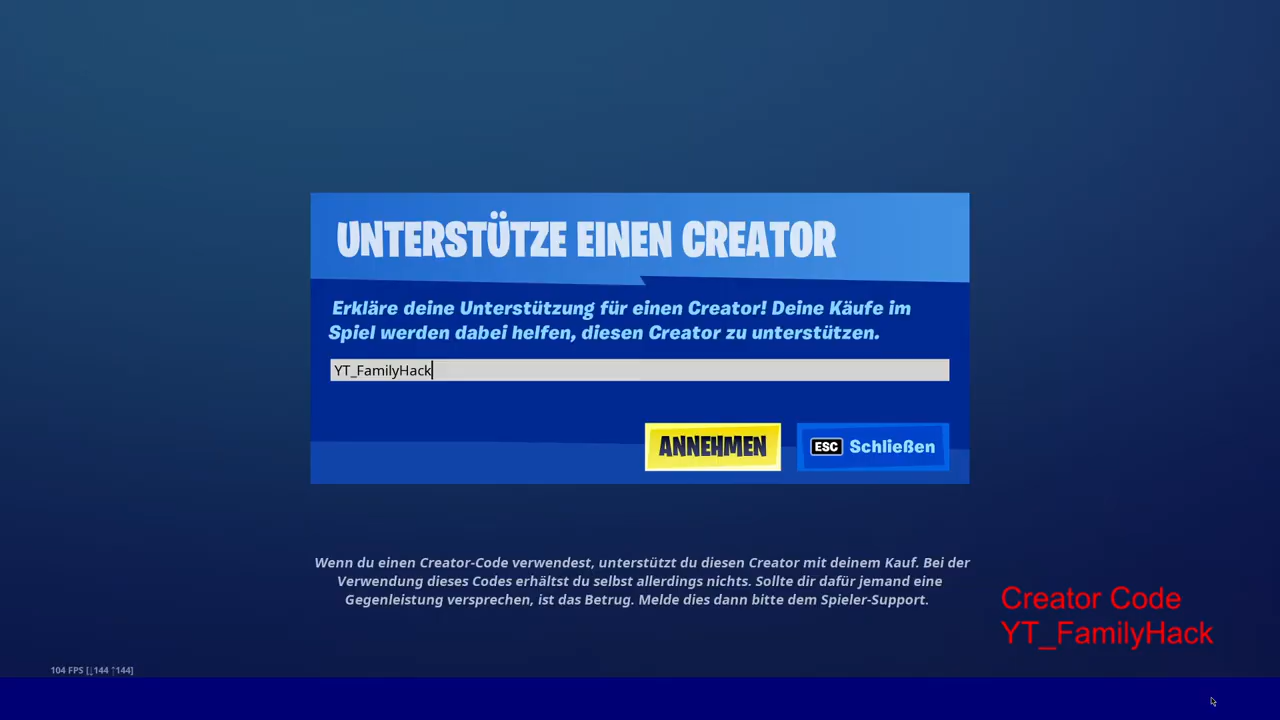 UNTERSTÜTZE EINEN CREATOR
Erkläre deine Unterstützung für einen Creator! Deine Käufe im
Spiel werden dabei helfen, diesen Creator zu unterstützen.
YT_FamilyHack
ANNEHMEN
ESC Schließen
Wenn du einen Creator-Code verwendest, unterstützt du diesen Creator mit deinem Kauf. Bei der
Verwendung dieses Codes erhältst du selbst allerdings nichts. Sollte dir dafür jemand eine
Gegenleistung versprechen, ist das Betrug. Melde dies dann bitte dem Spieler-Support.
Creator Code
YT_FamilyHack
104 FPS [↓144 ↑144]